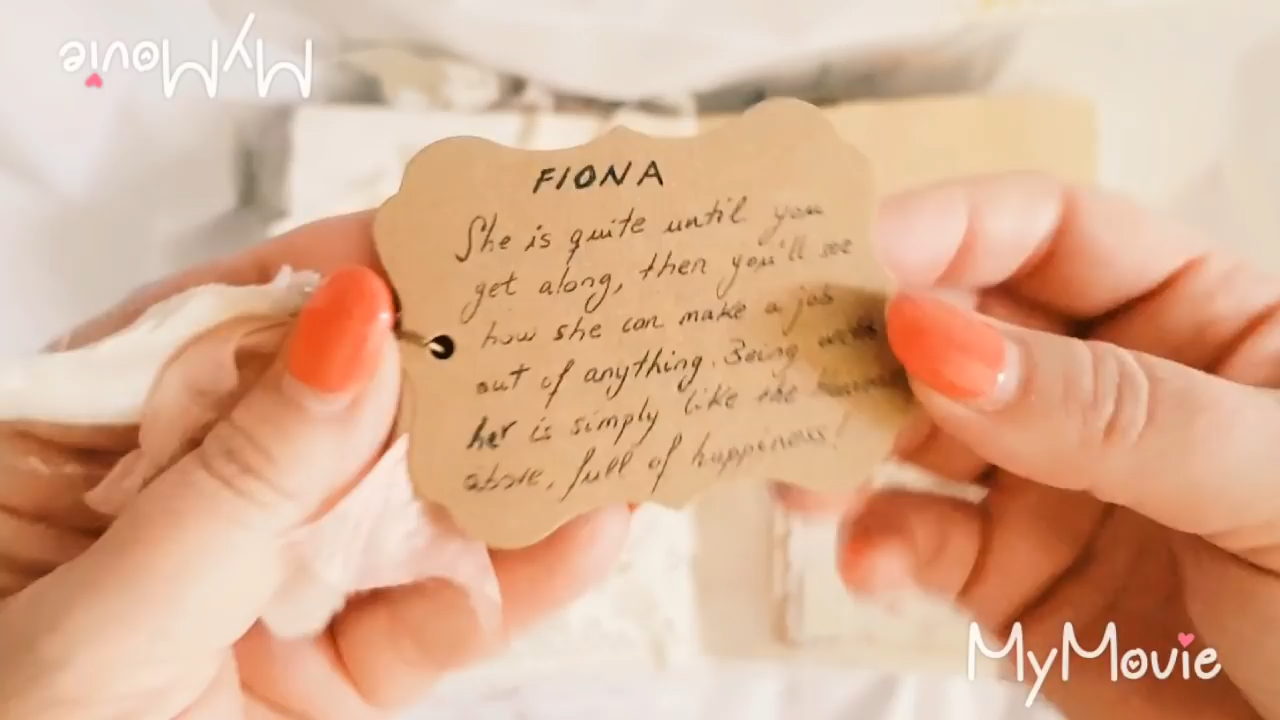 MyMovie
FIONA
She is quite until you
get along, then you'll see
how she can make a job
out of anything. Being
her is simply like the
above, full of happiness!
MyMovie